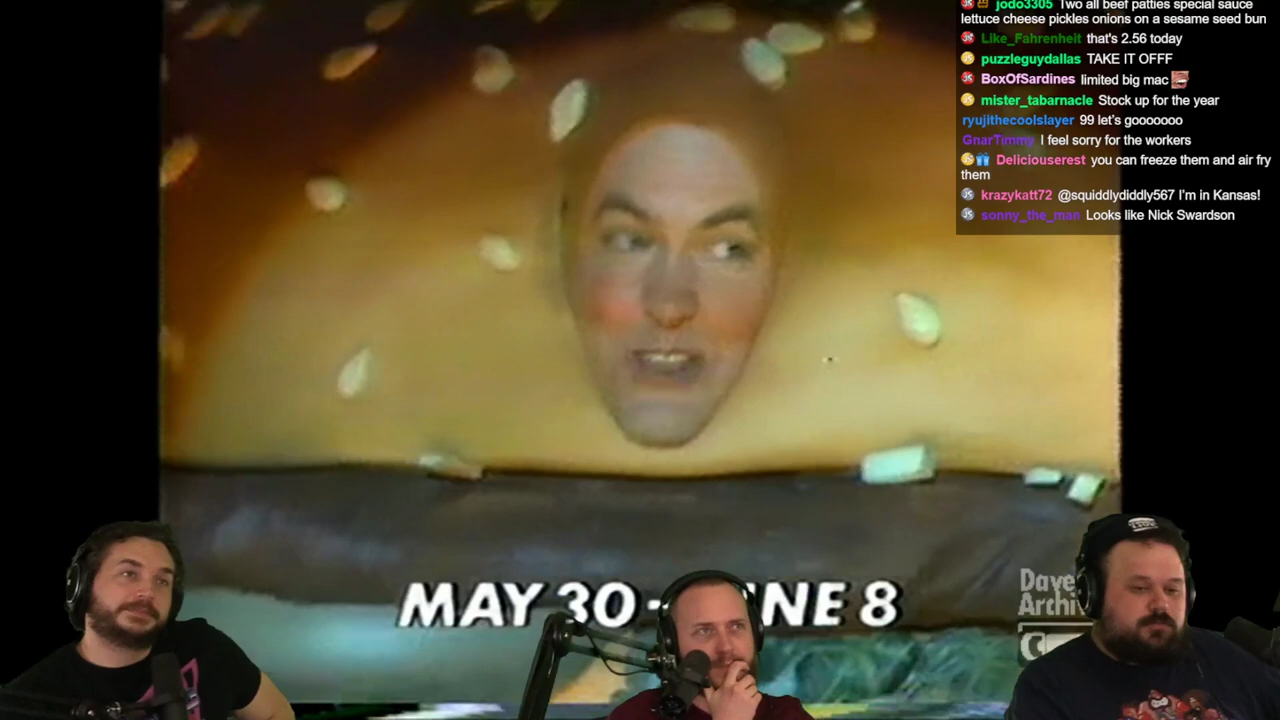 jodo3305 Two all beef patties special sauce
lettuce cheese pickles onions on a sesame seed bun
Like_Fahrenheit that's 2.56 today
puzzleguydallas TAKE IT OFFF
BoxOfSardines limited big mac
mister_tabarnacle Stock up for the year
ryujithecoolslayer 99 let's gooooooo
GnarTimmy I feel sorry for the workers
Deliciouserest you can freeze them and air fry
them
krazykatt72 @squiddlydiddly567 I'm in Kansas!
sonny_the_man Looks like Nick Swardson
MAY 30 - NE 8
Dave
Archi